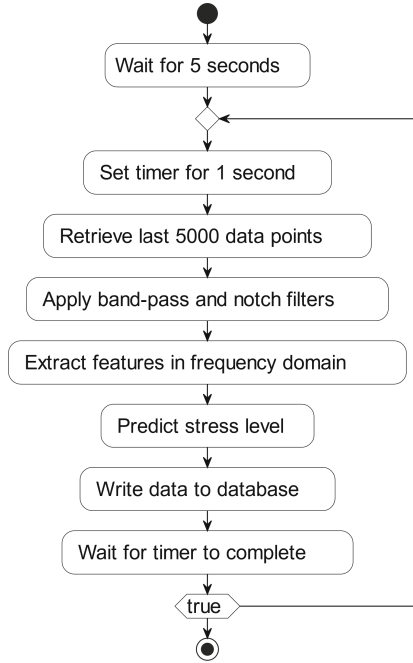 Wait for 5 seconds
Set timer for 1 second
Retrieve last 5000 data points
Apply band-pass and notch filters
Extract features in frequency domain
Predict stress level
Write data to database
Wait for timer to complete
true